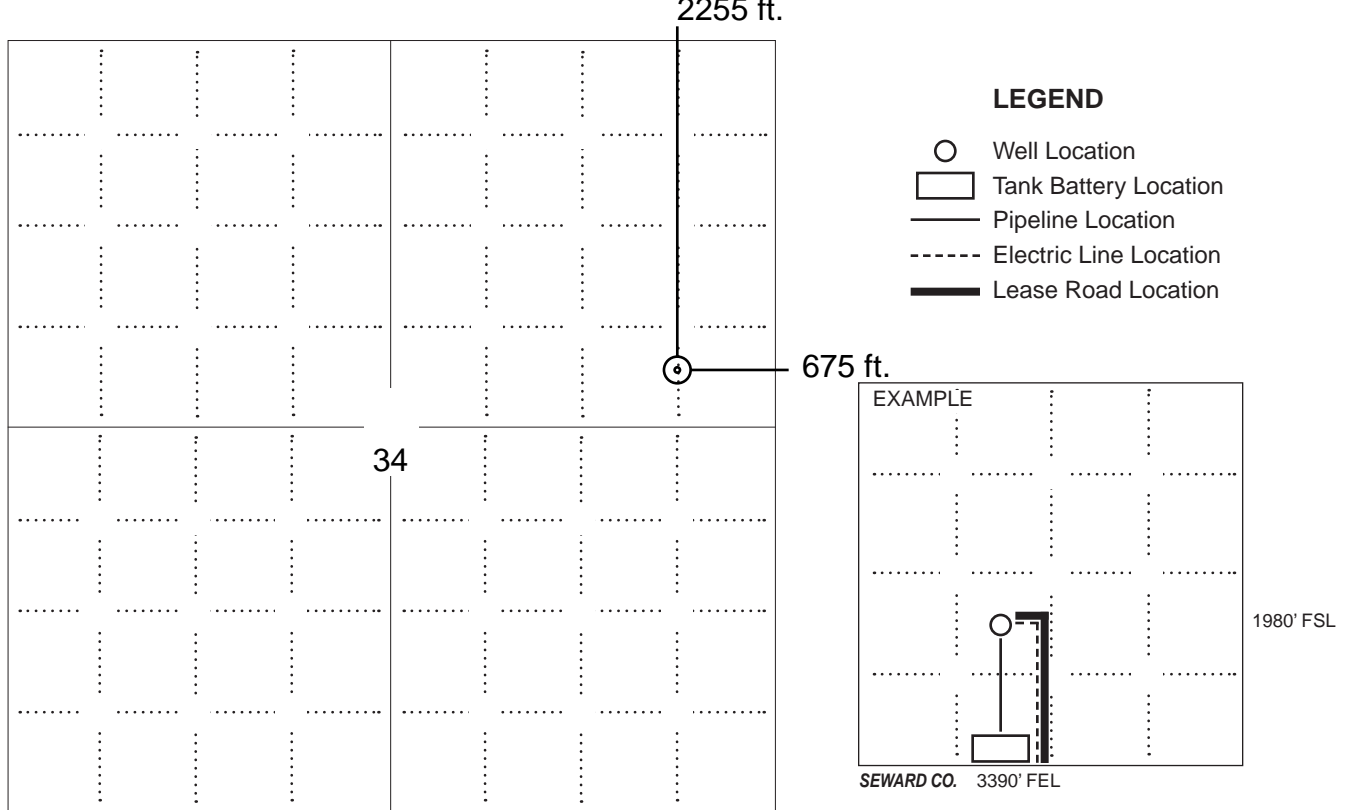 2255 ft.
LEGEND
Well Location
Tank Battery Location
Pipeline Location
Electric Line Location
Lease Road Location
675 ft.
EXAMPLE
34
1980' FSL
SEWARD CO. 3390' FEL